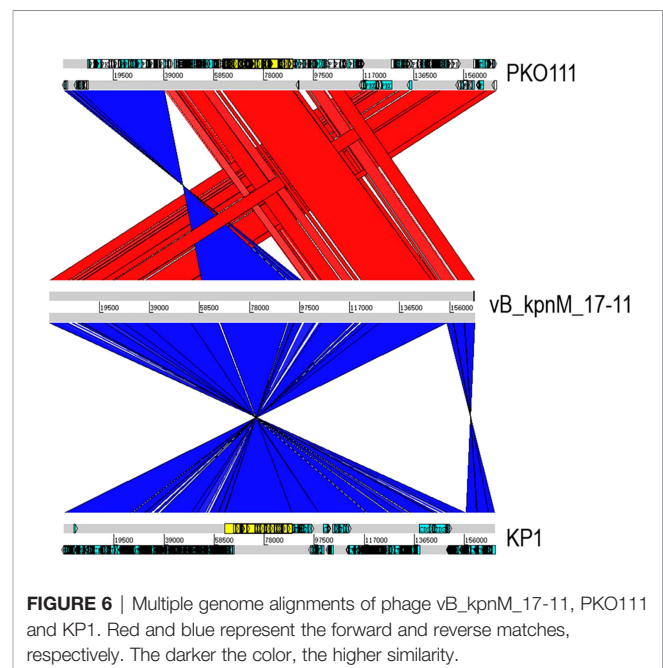 PKO111
19500 39000 58500 78000 97500 117000 136500 156000
vB_kpnM_17-11
19500 39000 58500 78000 97500 117000 136500 156000
KP1
19500 39000 58500 78000 97500 117000 136500 156000
FIGURE 6 | Multiple genome alignments of phage vB_kpnM_17-11, PKO111
and KP1. Red and blue represent the forward and reverse matches,
respectively. The darker the color, the higher similarity.